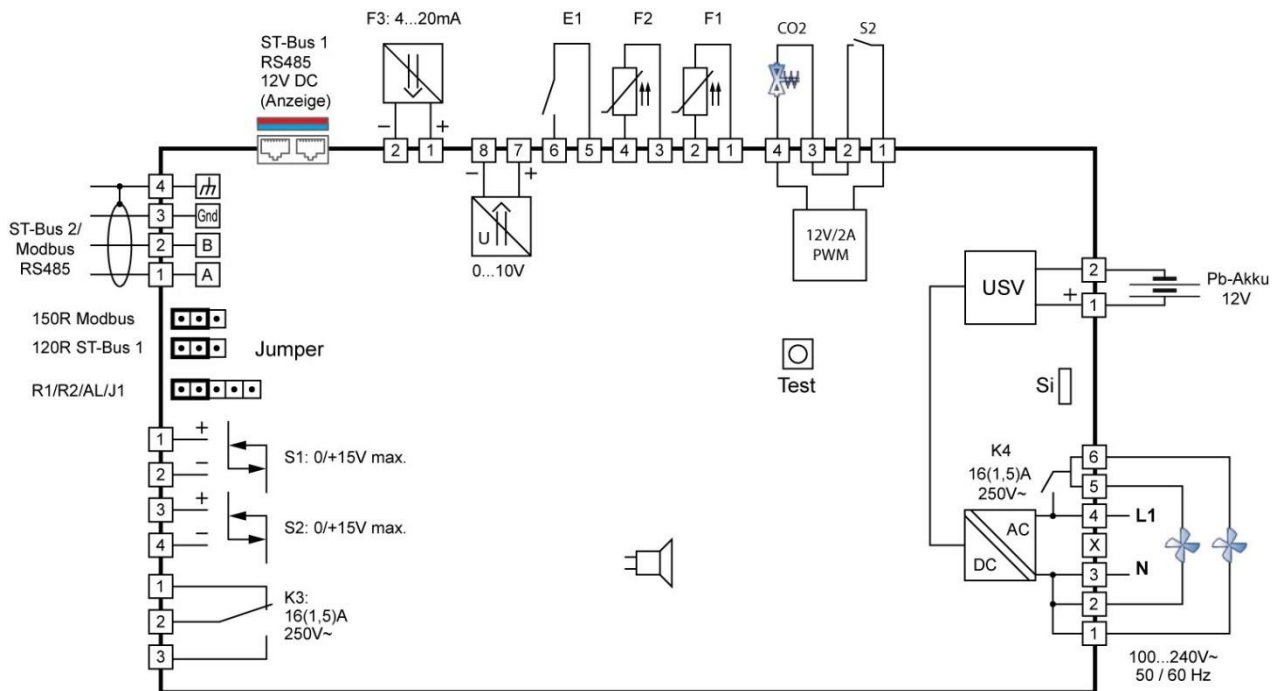 F3: 4...20mA
E1
F2
F1
CO2
S2
ST-Bus 1
RS485
12V DC
(Anzeige)
− +
2 1
8 7 6 5 4 3 2 1
4 3 2 1
− +
U
0...10V
12V/2A
PWM
4
3 Gnd
2 B
1 A
ST-Bus 2/
Modbus
RS485
USV
2
+ 1
Pb-Akku
12V
150R Modbus
120R ST-Bus 1
Jumper
R1/R2/AL/J1
Test
Si
1 +
2 −
S1: 0/+15V max.
3 +
4 −
S2: 0/+15V max.
1
2
3
K3:
16(1,5)A
250V~
K4
16(1,5)A
250V~
AC
DC
6
5
4 L1
X
3 N
2
1
100...240V~
50 / 60 Hz